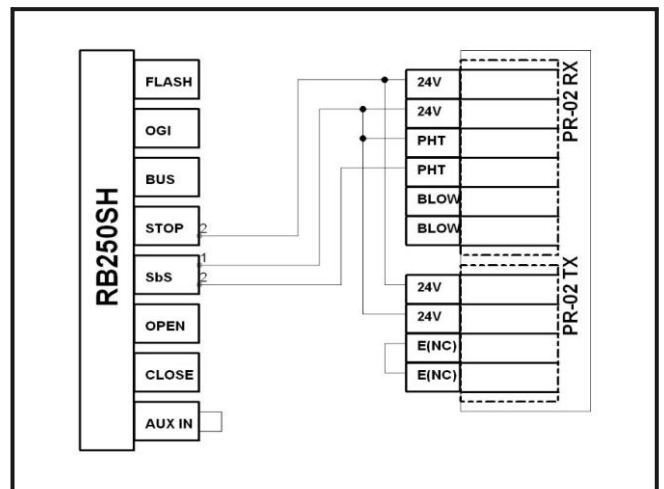 RB250SH
FLASH
OGI
BUS
STOP
2
SbS
1
2
OPEN
CLOSE
AUX IN
PR-02 RX
24V
24V
PHT
PHT
BLOW
BLOW
PR-02 TX
24V
24V
E(NC)
E(NC)